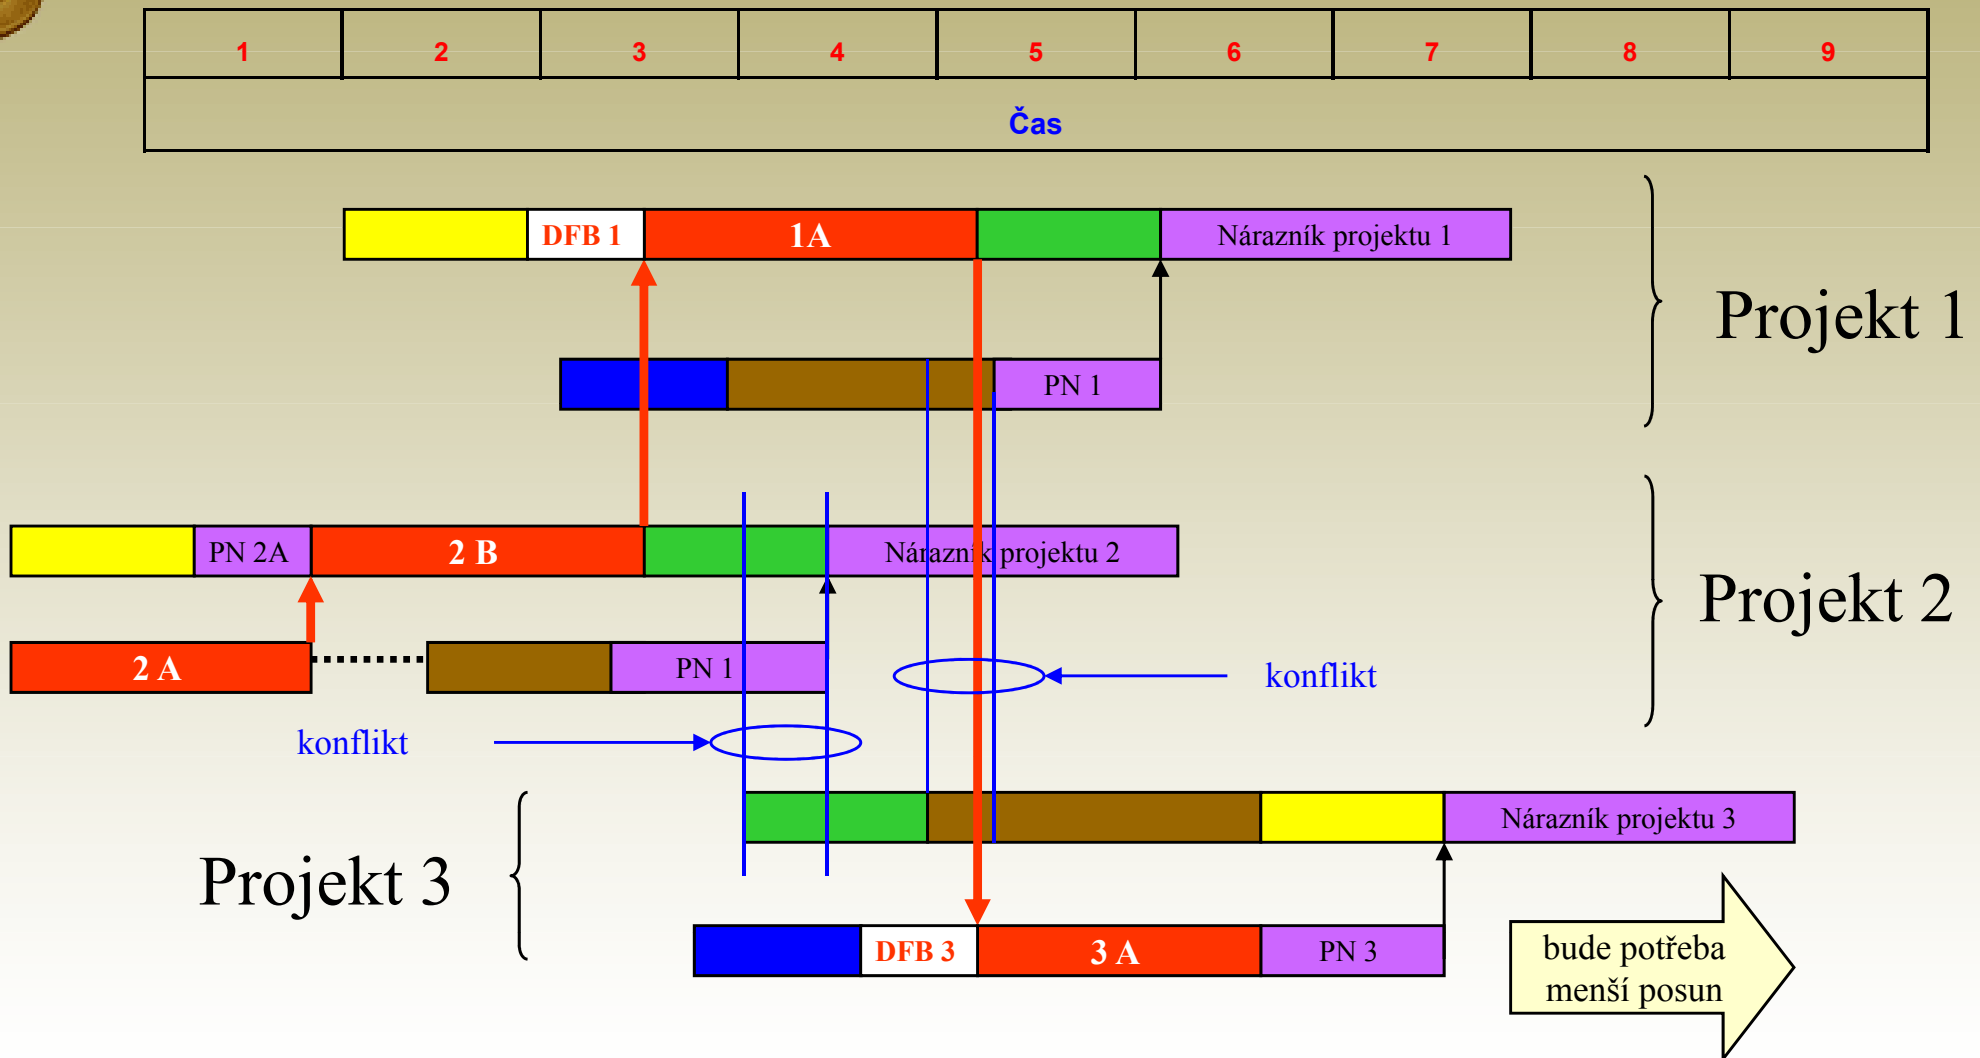 1 2 3 4 5 6 7 8 9
Čas
DFB 1 1A Nárazník projektu 1
Projekt 1
PN 1
PN 2A 2 B Nárazník projektu 2
Projekt 2
2 A PN 1
konflikt
konflikt
Nárazník projektu 3
Projekt 3
DFB 3 3 A PN 3
bude potřeba
menší posun